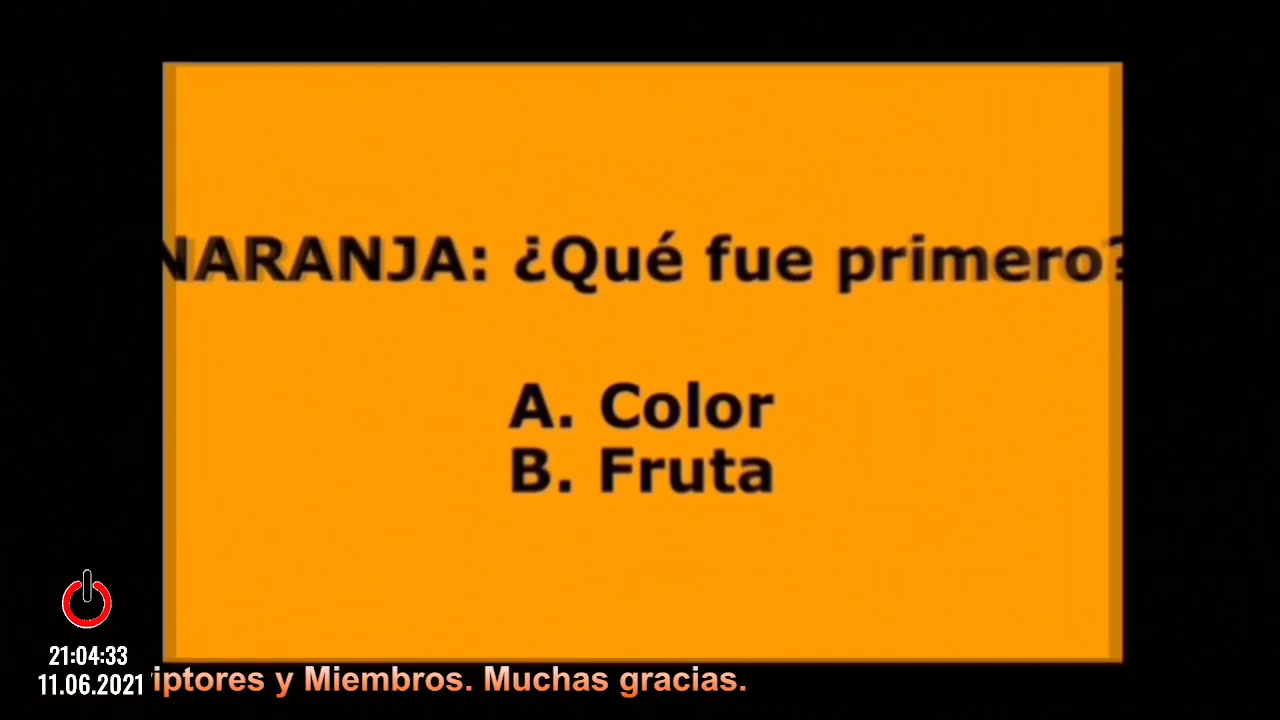 NARANJA: ¿Qué fue primero?
A. Color
B. Fruta
21:04:33
11.06.2021
iptores y Miembros. Muchas gracias.